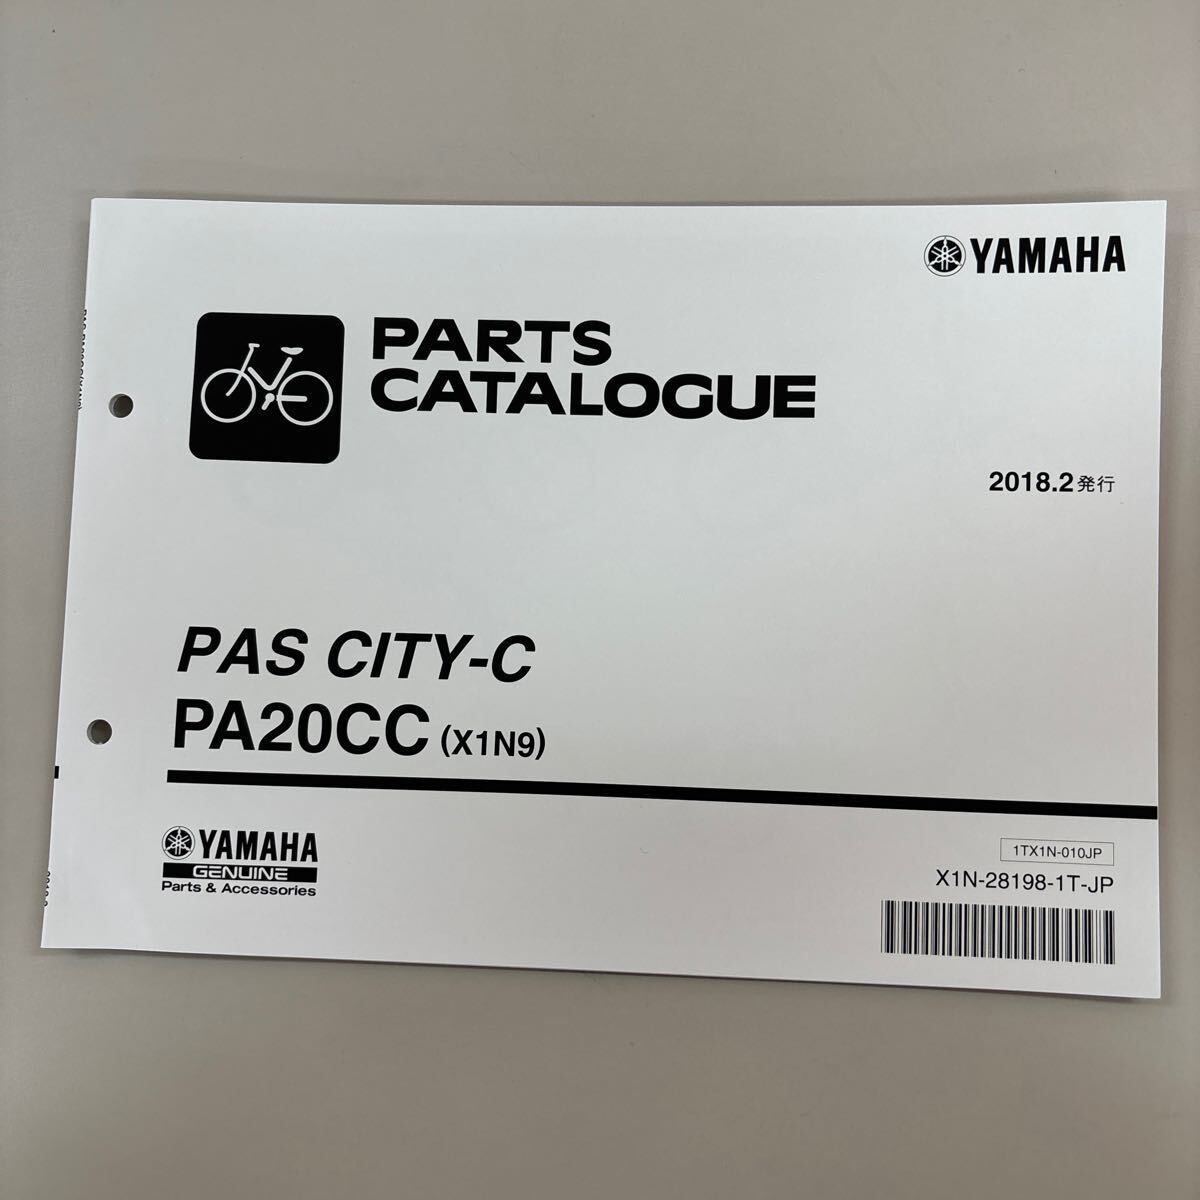 YAMAHA
PARTS
CATALOGUE
2018.2発行
PAS CITY-C
PA20CC (X1N9)
YAMAHA
GENUINE
Parts & Accessories
1TX1N-010JP
X1N-28198-1T-JP